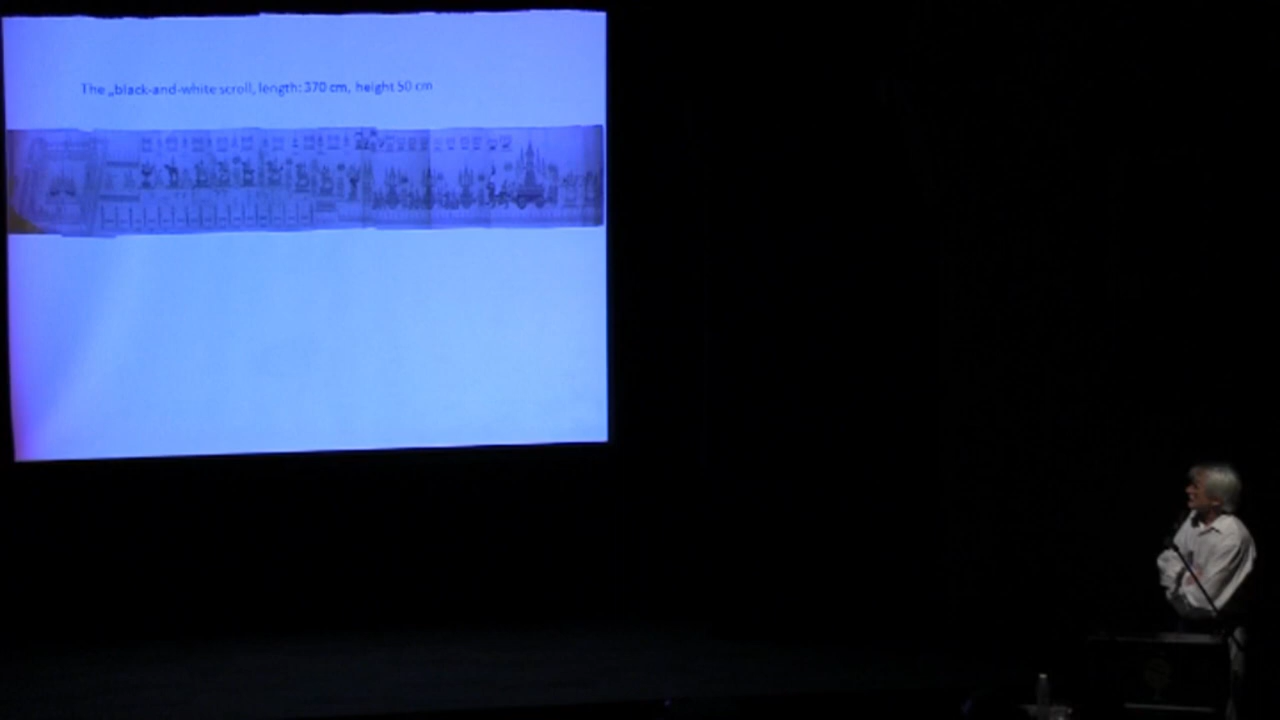 The „black-and-white scroll, length: 370 cm, height 50 cm